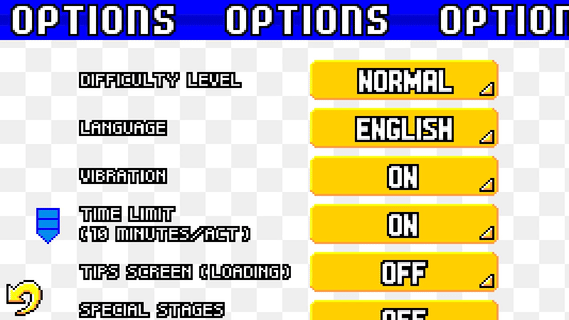 OPTIONS OPTIONS OPTION
DIFFICULTY LEVEL NORMAL
LANGUAGE ENGLISH
VIBRATION ON
TIME LIMIT
(10 MINUTES/ACT) ON
TIPS SCREEN (LOADING) OFF
SPECIAL STAGES OFF